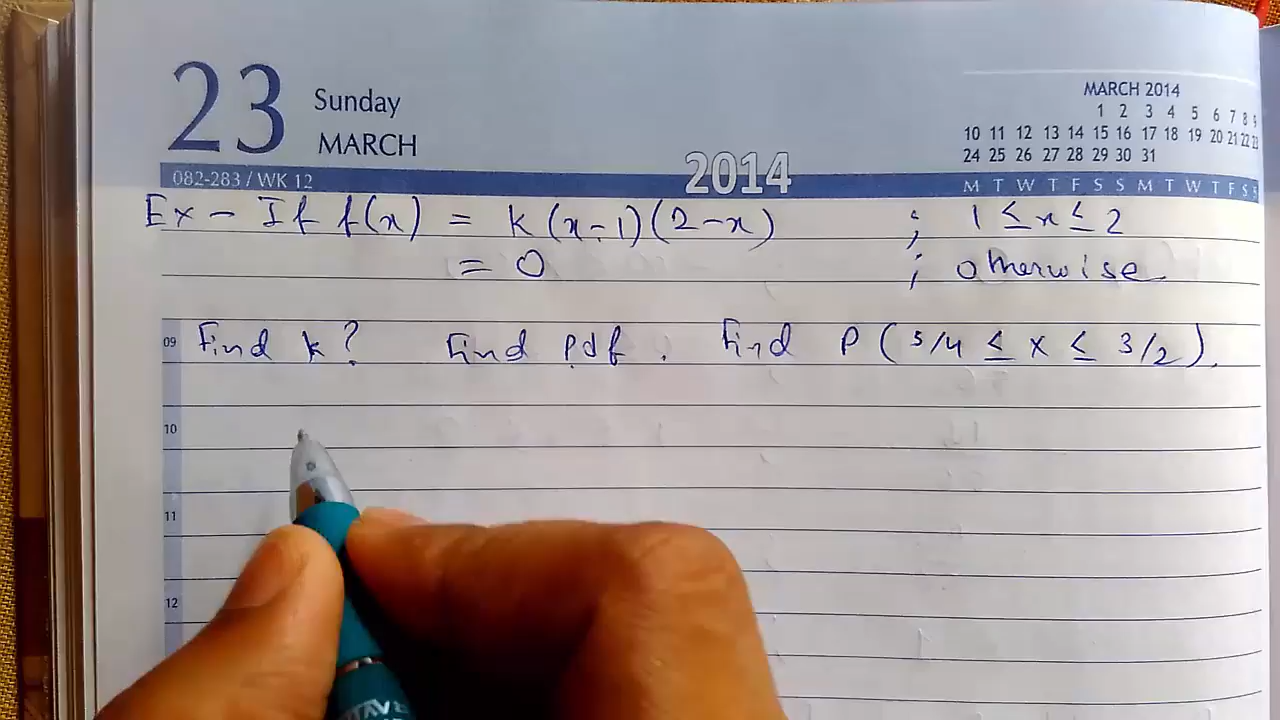 23 Sunday MARCH
MARCH 2014
1 2 3 4 5 6 7 8 9
10 11 12 13 14 15 16 17 18 19 20 21 22 23
24 25 26 27 28 29 30 31
082-283 / WK 12
2014
M T W T F S S M T W T F S S
Ex - If f(x) = k(x-1)(2-x) ; 1 ≤ x ≤ 2
= 0 ; otherwise
09 Find k? Find pdf. Find P(5/4 ≤ x ≤ 3/2).
10
11
12